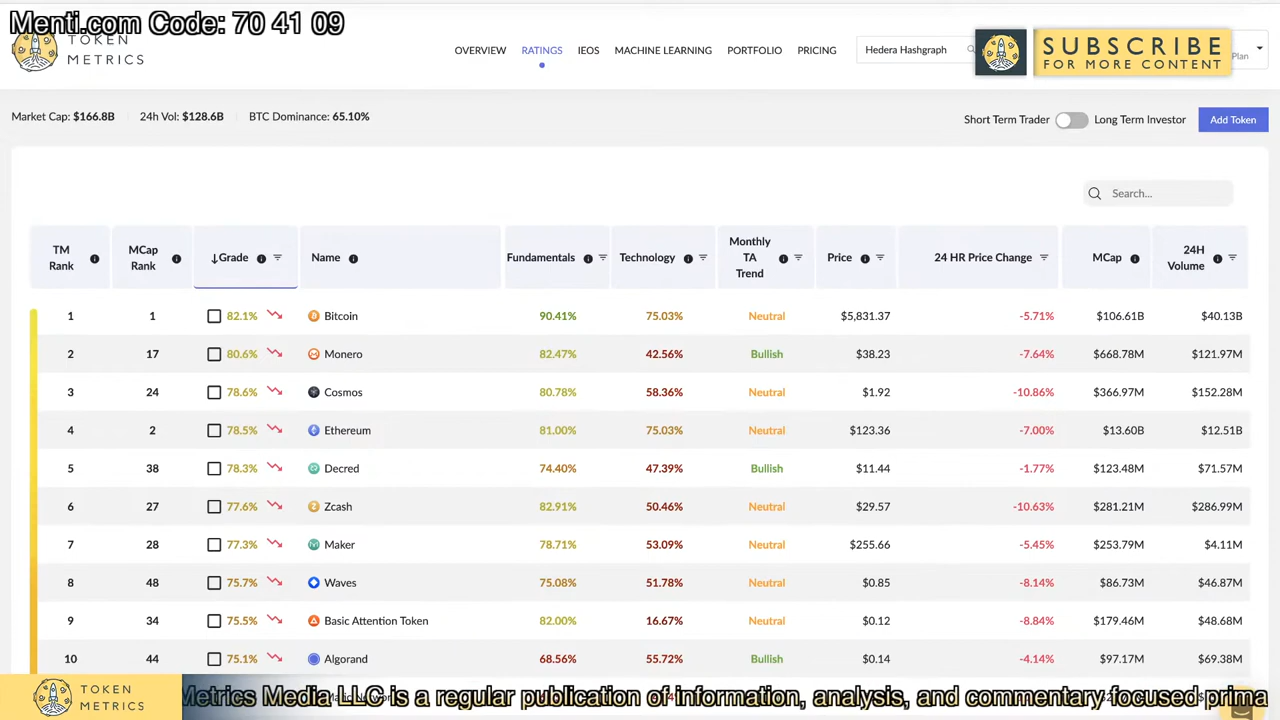 Menti.com Code: 70 41 09
TOKEN
METRICS
OVERVIEW RATINGS IEOS MACHINE LEARNING PORTFOLIO PRICING
Hedera Hashgraph
SUBSCRIBE
FOR MORE CONTENT
Plan
Market Cap: $166.8B 24h Vol: $128.6B BTC Dominance: 65.10%
Short Term Trader Long Term Investor Add Token
Search...
TM Rank MCap Rank ↓Grade Name Fundamentals Technology Monthly TA Trend Price 24 HR Price Change MCap 24H Volume
1 1 82.1% Bitcoin 90.41% 75.03% Neutral $5,831.37 -5.71% $106.61B $40.13B
2 17 80.6% Monero 82.47% 42.56% Bullish $38.23 -7.64% $668.78M $121.97M
3 24 78.6% Cosmos 80.78% 58.36% Neutral $1.92 -10.86% $366.97M $152.28M
4 2 78.5% Ethereum 81.00% 75.03% Neutral $123.36 -7.00% $13.60B $12.51B
5 38 78.3% Decred 74.40% 47.39% Bullish $11.44 -1.77% $123.48M $71.57M
6 27 77.6% Zcash 82.91% 50.46% Neutral $29.57 -10.63% $281.21M $286.99M
7 28 77.3% Maker 78.71% 53.09% Neutral $255.66 -5.45% $253.79M $4.11M
8 48 75.7% Waves 75.08% 51.78% Neutral $0.85 -8.14% $86.73M $46.87M
9 34 75.5% Basic Attention Token 82.00% 16.67% Neutral $0.12 -8.84% $179.46M $48.68M
10 44 75.1% Algorand 68.56% 55.72% Bullish $0.14 -4.14% $97.17M $69.38M
TOKEN
METRICS
Metrics Media LLC is a regular publication of information, analysis, and commentary focused prima